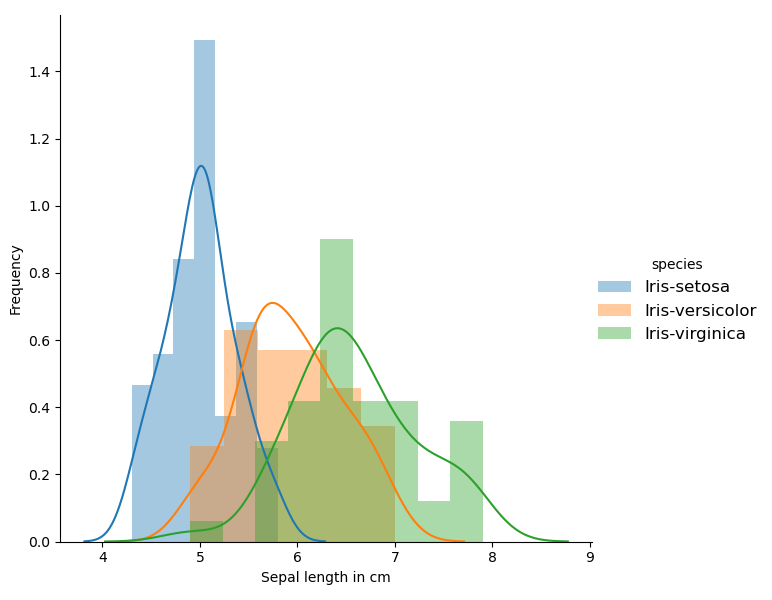 1.4
1.2
1.0
0.8
0.6
0.4
0.2
0.0
Frequency
4 5 6 7 8 9
Sepal length in cm
species
Iris-setosa
Iris-versicolor
Iris-virginica